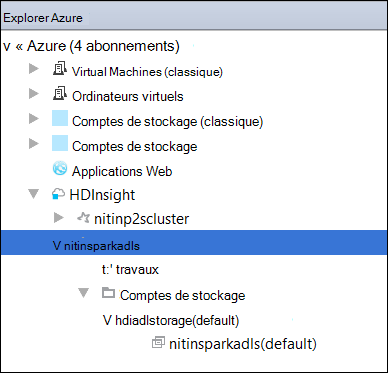 Explorer Azure
v « Azure (4 abonnements)
Virtual Machines (classique)
Ordinateurs virtuels
Comptes de stockage (classique)
Comptes de stockage
Applications Web
HDInsight
nitinp2scluster
V nitinsparkadls
t:' travaux
Comptes de stockage
V hdiadlstorage(default)
nitinsparkadls(default)